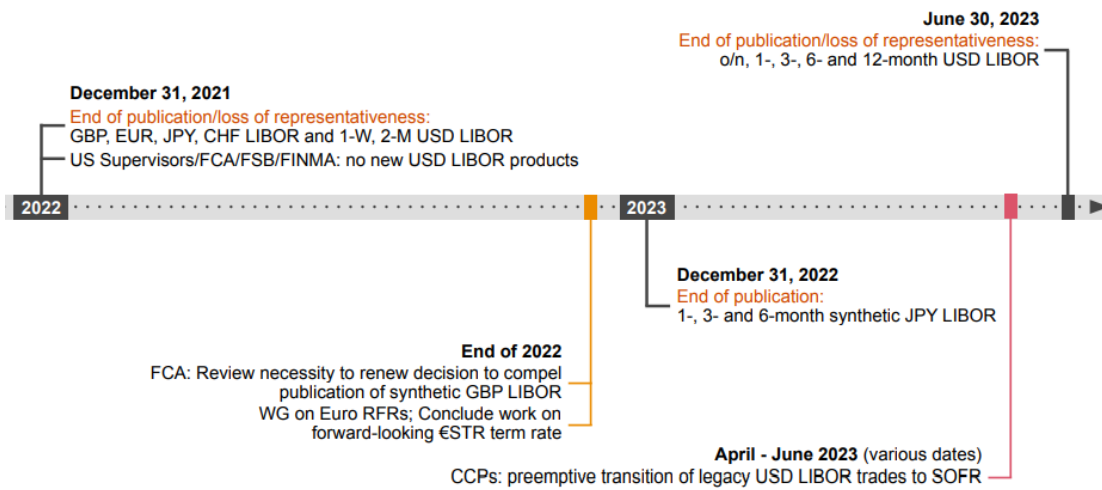 June 30, 2023
End of publication/loss of representativeness:
o/n, 1-, 3-, 6- and 12-month USD LIBOR
December 31, 2021
End of publication/loss of representativeness:
GBP, EUR, JPY, CHF LIBOR and 1-W, 2-M USD LIBOR
US Supervisors/FCA/FSB/FINMA: no new USD LIBOR products
2022
2023
December 31, 2022
End of publication:
1-, 3- and 6-month synthetic JPY LIBOR
End of 2022
FCA: Review necessity to renew decision to compel
publication of synthetic GBP LIBOR
WG on Euro RFRs; Conclude work on
forward-looking €STR term rate
April - June 2023 (various dates)
CCPs: preemptive transition of legacy USD LIBOR trades to SOFR